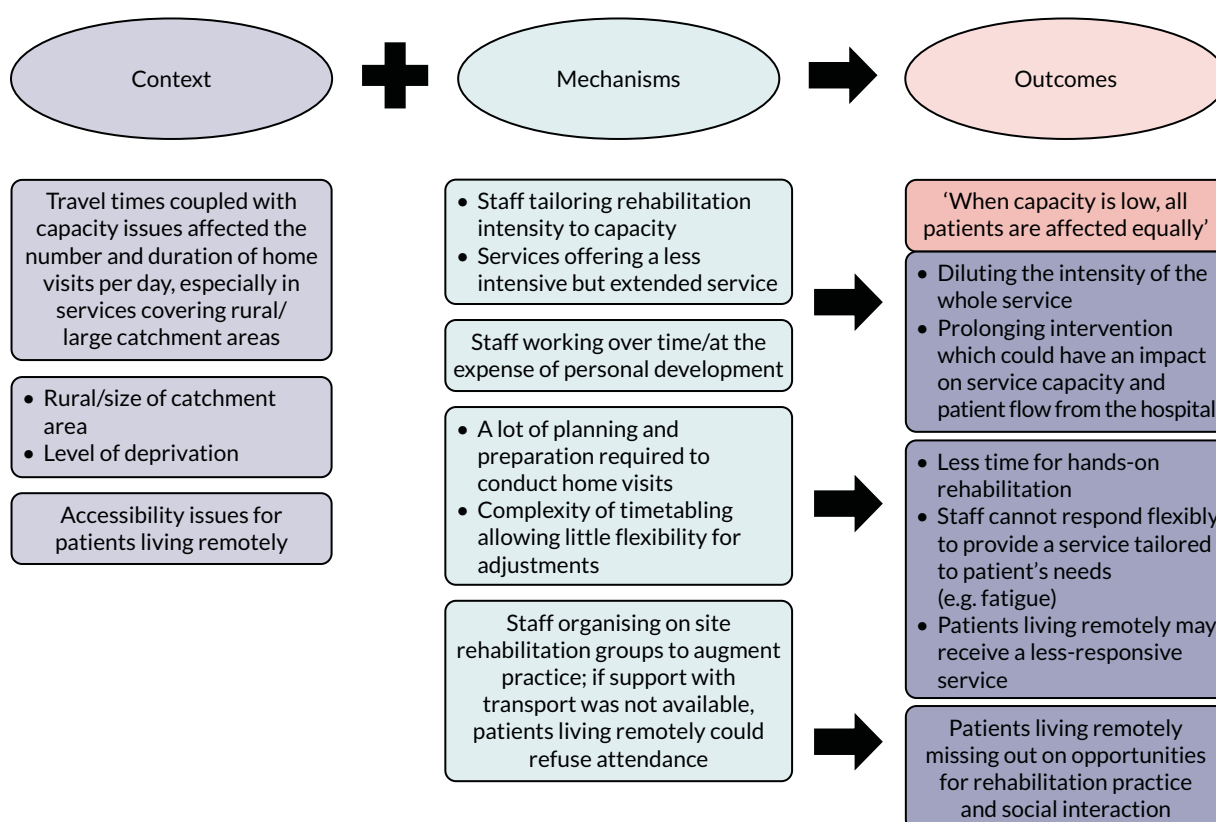 Context
Mechanisms
Outcomes
Travel times coupled with
capacity issues affected the
number and duration of home
visits per day, especially in
services covering rural/
large catchment areas
• Rural/size of catchment
area
• Level of deprivation
Accessibility issues for
patients living remotely
• Staff tailoring rehabilitation
intensity to capacity
• Services offering a less
intensive but extended service
Staff working over time/at the
expense of personal development
• A lot of planning and
preparation required to
conduct home visits
• Complexity of timetabling
allowing little flexibility for
adjustments
Staff organising on site
rehabilitation groups to augment
practice; if support with
transport was not available,
patients living remotely could
refuse attendance
‘When capacity is low, all
patients are affected equally’
• Diluting the intensity of the
whole service
• Prolonging intervention
which could have an impact
on service capacity and
patient flow from the hospital
• Less time for hands-on
rehabilitation
• Staff cannot respond flexibly
to provide a service tailored
to patient’s needs
(e.g. fatigue)
• Patients living remotely may
receive a less-responsive
service
Patients living remotely
missing out on opportunities
for rehabilitation practice
and social interaction